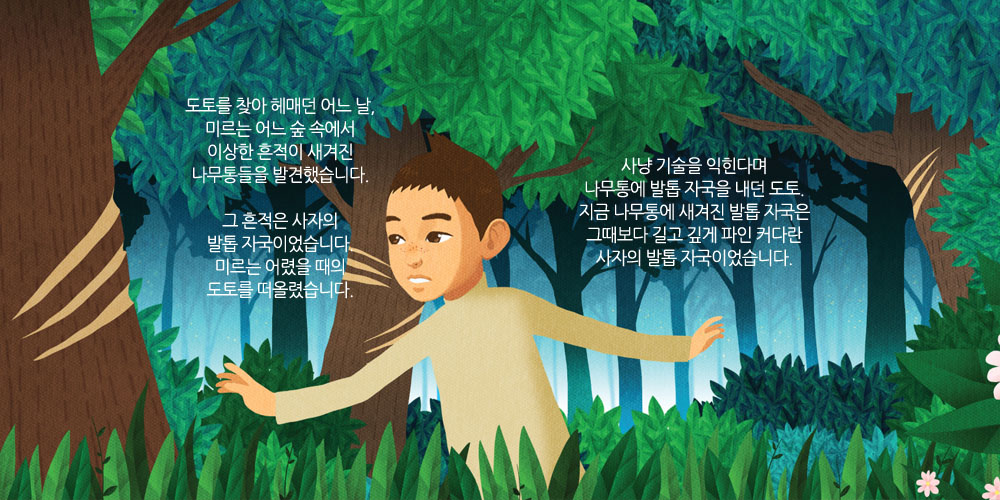 도토를 찾아 헤매던 어느 날,
미르는 어느 숲 속에서
이상한 흔적이 새겨진
나무통들을 발견했습니다.
그 흔적은 사자의
발톱 자국이었습니다.
미르는 어렸을 때의
도토를 떠올렸습니다.
사냥 기술을 익힌다며
나무통에 발톱 자국을 내던 도토.
지금 나무통에 새겨진 발톱 자국은
그때보다 길고 깊게 파인 커다란
사자의 발톱 자국이었습니다.